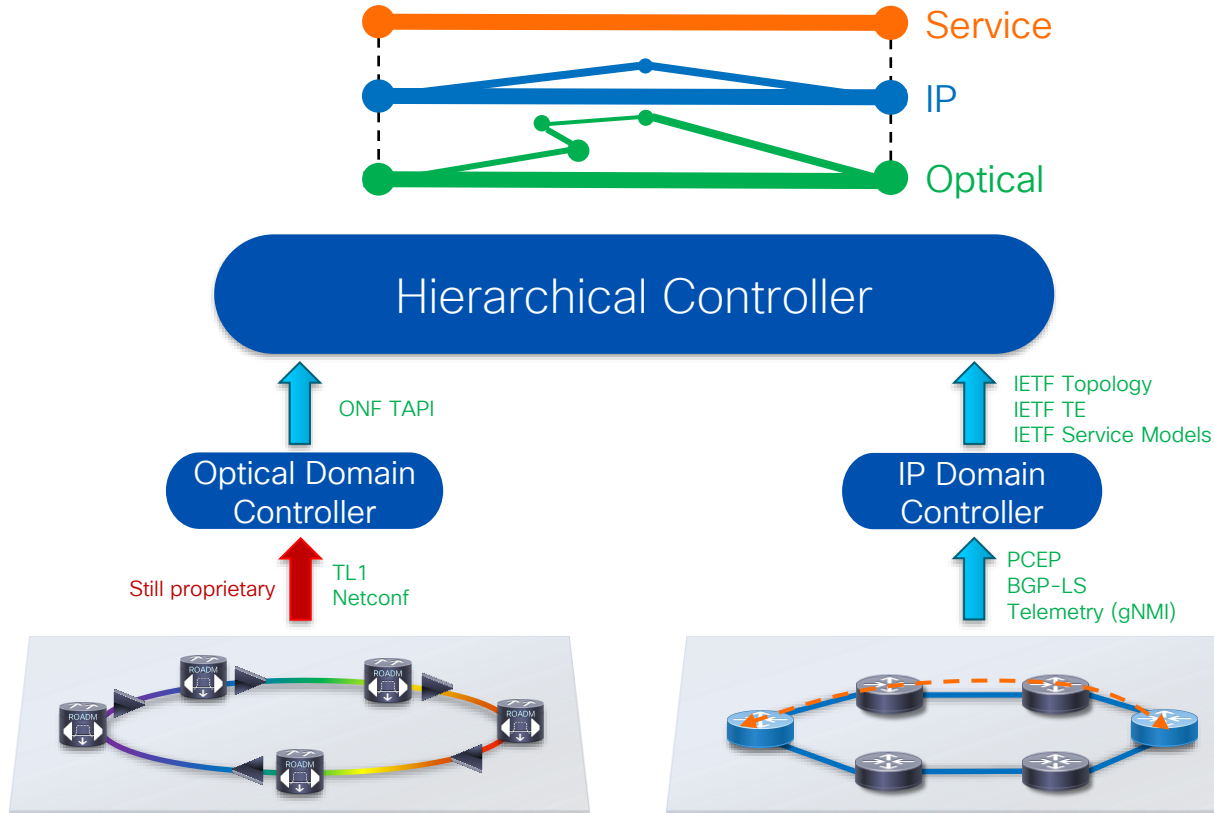 Service
IP
Optical
Hierarchical Controller
ONF TAPI
IETF Topology
IETF TE
IETF Service Models
Optical Domain
Controller
IP Domain
Controller
Still proprietary
TL1
Netconf
PCEP
BGP-LS
Telemetry (gNMI)
ROADM
ROADM
ROADM
ROADM
ROADM